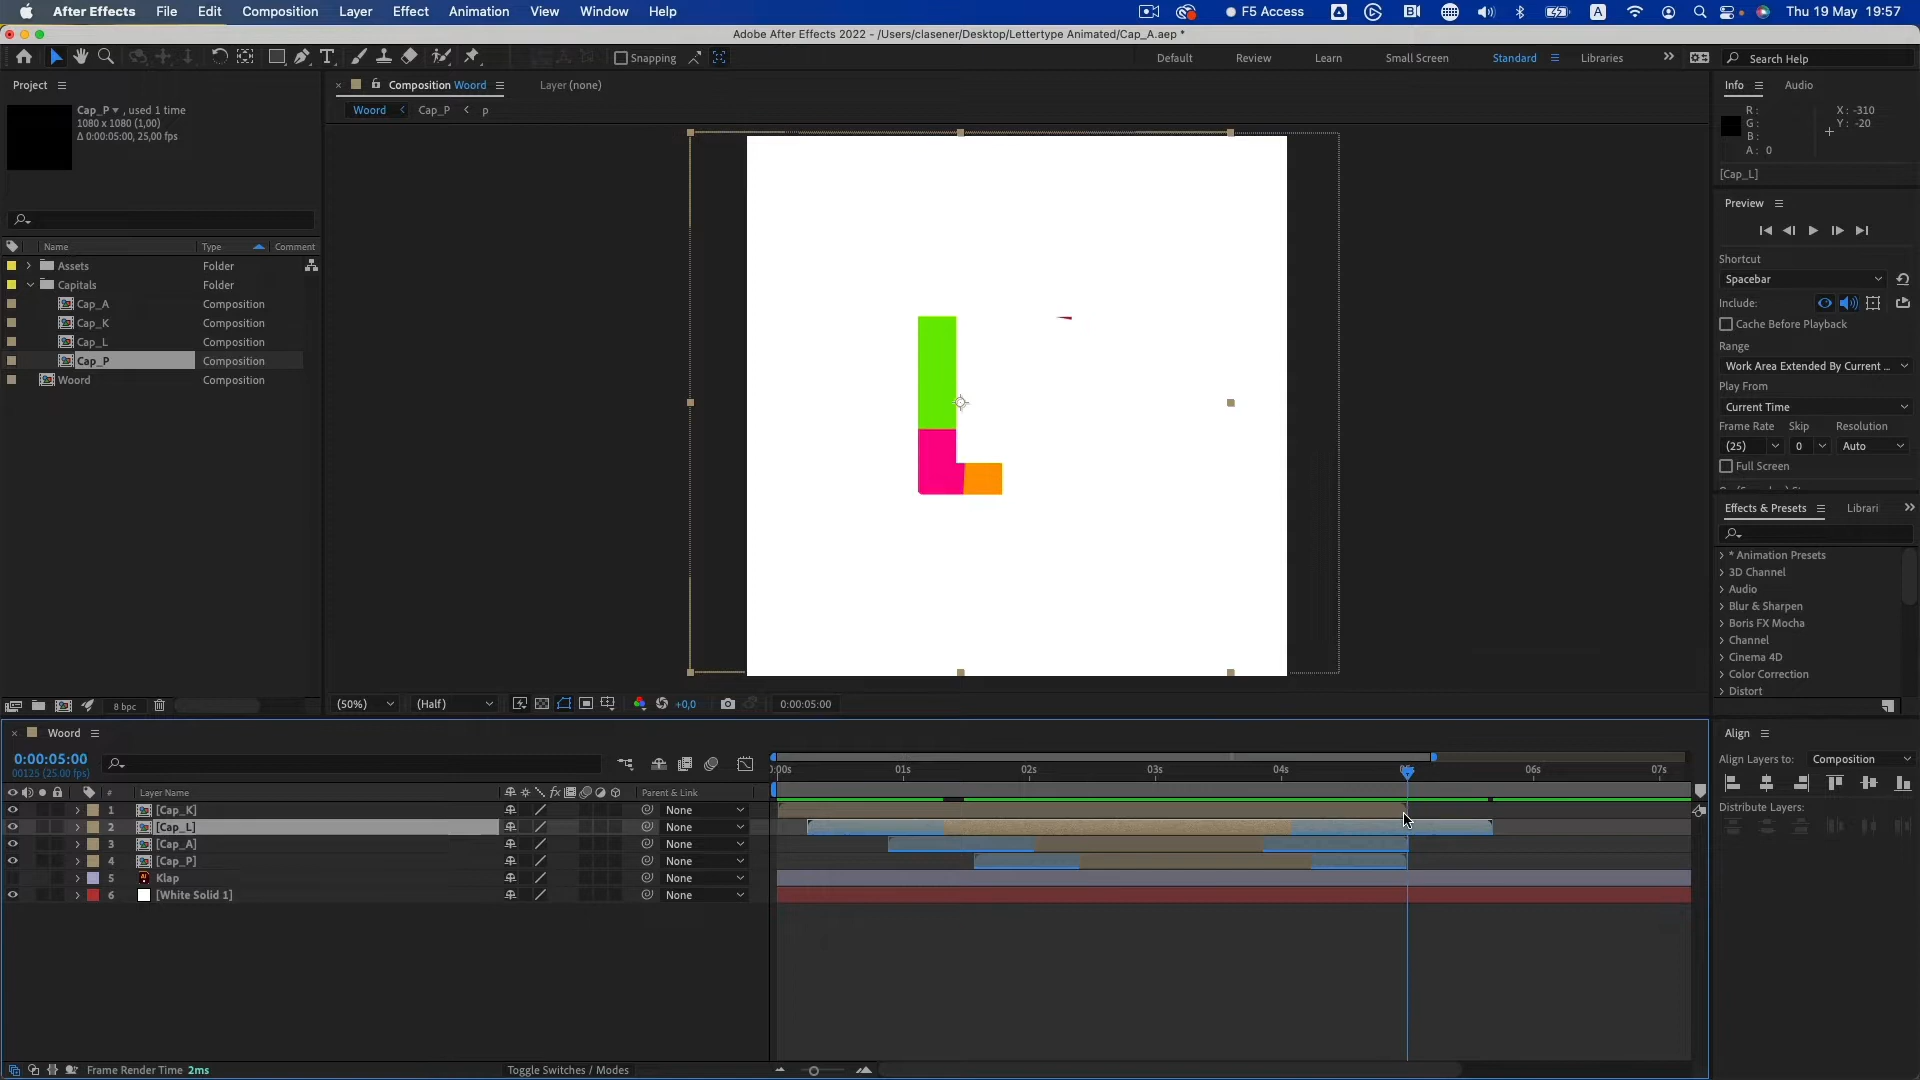 After Effects File Edit Composition Layer Effect Animation View Window Help F5 Access A Thu 19 May 19:57
Adobe After Effects 2022 - /Users/clasener/Desktop/Lettertype Animated/Cap_A.aep *
Snapping Default Review Learn Small Screen Standard Libraries Search Help
Project
Cap_P , used 1 time
1080 x 1080 (1,00)
Δ 0:00:05:00, 25,00 fps
Name Type Comment
Assets Folder
Capitals Folder
Cap_A Composition
Cap_K Composition
Cap_L Composition
Cap_P Composition
Woord Composition
8 bpc
Composition Woord
Layer (none)
Woord Cap_P p
(50%) (Half) +0,0 0:00:05:00
Info Audio
R :
G :
B :
A : 0
X : -310
Y : -20
[Cap_L]
Preview
Shortcut
Spacebar
Include:
Cache Before Playback
Range
Work Area Extended By Current ...
Play From
Current Time
Frame Rate Skip Resolution
(25) 0 Auto
Full Screen
Effects & Presets Librari
* Animation Presets
3D Channel
Audio
Blur & Sharpen
Boris FX Mocha
Channel
Cinema 4D
Color Correction
Distort
Align
Align Layers to: Composition
Distribute Layers:
Woord
0:00:05:00
00125 (25.00 fps)
# Layer Name fx Parent & Link
1 [Cap_K] None
2 [Cap_L] None
3 [Cap_A] None
4 [Cap_P] None
5 Ai Klap None
6 [White Solid 1] None
:00s 01s 02s 03s 04s 05s 06s 07s
Frame Render Time 2ms
Toggle Switches / Modes